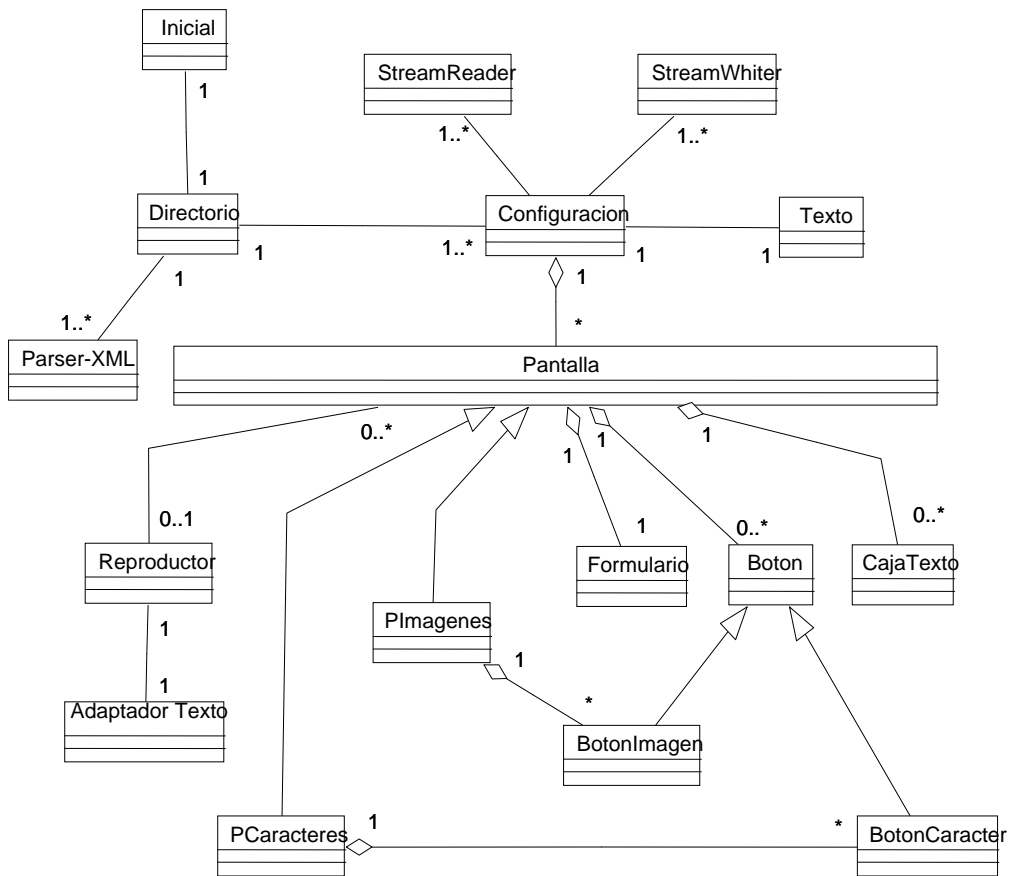 Inicial
1
StreamReader
StreamWhiter
1..*
1..*
1
Directorio
Configuracion
Texto
1
1..*
1
1
1
1
1..*
*
Parser-XML
Pantalla
0..*
1
1
1
0..1
1
0..*
0..*
Reproductor
Formulario
Boton
CajaTexto
PImagenes
1
1
1
*
Adaptador Texto
BotonImagen
PCaracteres
1
*
BotonCaracter